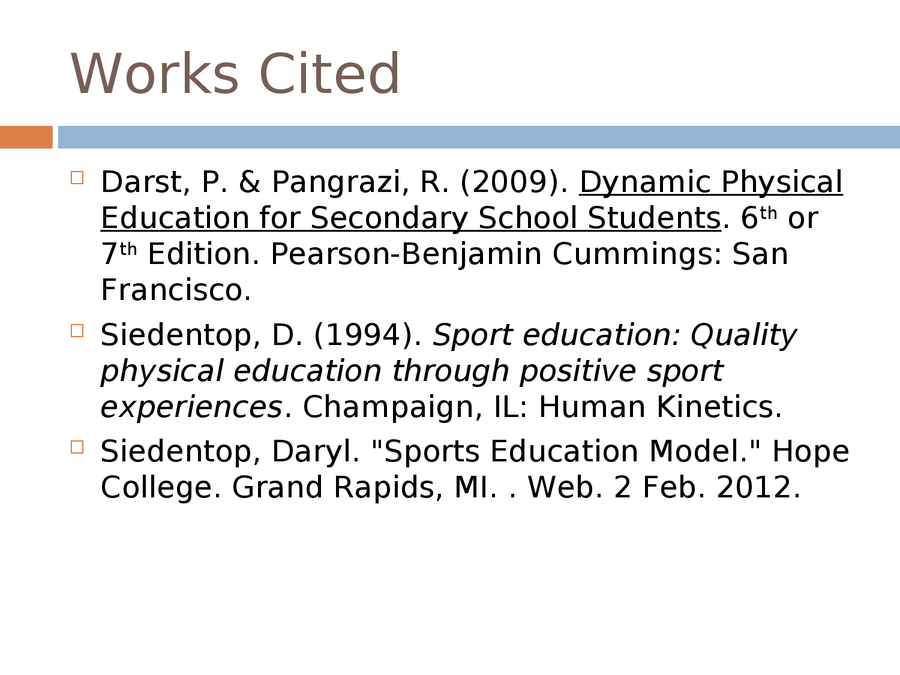 Works Cited
Darst, P. & Pangrazi, R. (2009). Dynamic Physical
Education for Secondary School Students. 6th or
7th Edition. Pearson-Benjamin Cummings: San
Francisco.
Siedentop, D. (1994). Sport education: Quality
physical education through positive sport
experiences. Champaign, IL: Human Kinetics.
Siedentop, Daryl. "Sports Education Model." Hope
College. Grand Rapids, MI. . Web. 2 Feb. 2012.